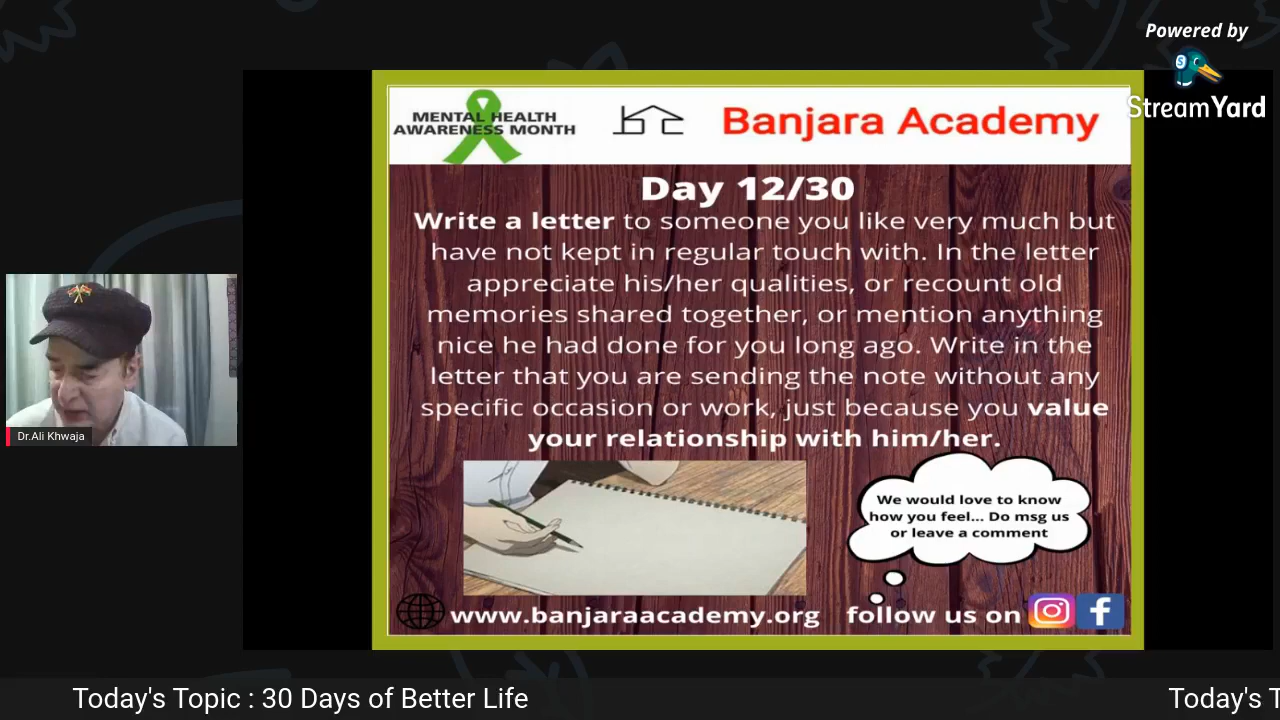 Powered by
StreamYard
MENTAL HEALTH
AWARENESS MONTH
Banjara Academy
Day 12/30
Write a letter to someone you like very much but
have not kept in regular touch with. In the letter
appreciate his/her qualities, or recount old
memories shared together, or mention anything
nice he had done for you long ago. Write in the
letter that you are sending the note without any
specific occasion or work, just because you value
your relationship with him/her.
We would love to know
how you feel... Do msg us
or leave a comment
www.banjaraacademy.org
follow us on
Dr.Ali Khwaja
Today's Topic : 30 Days of Better Life
Today's T